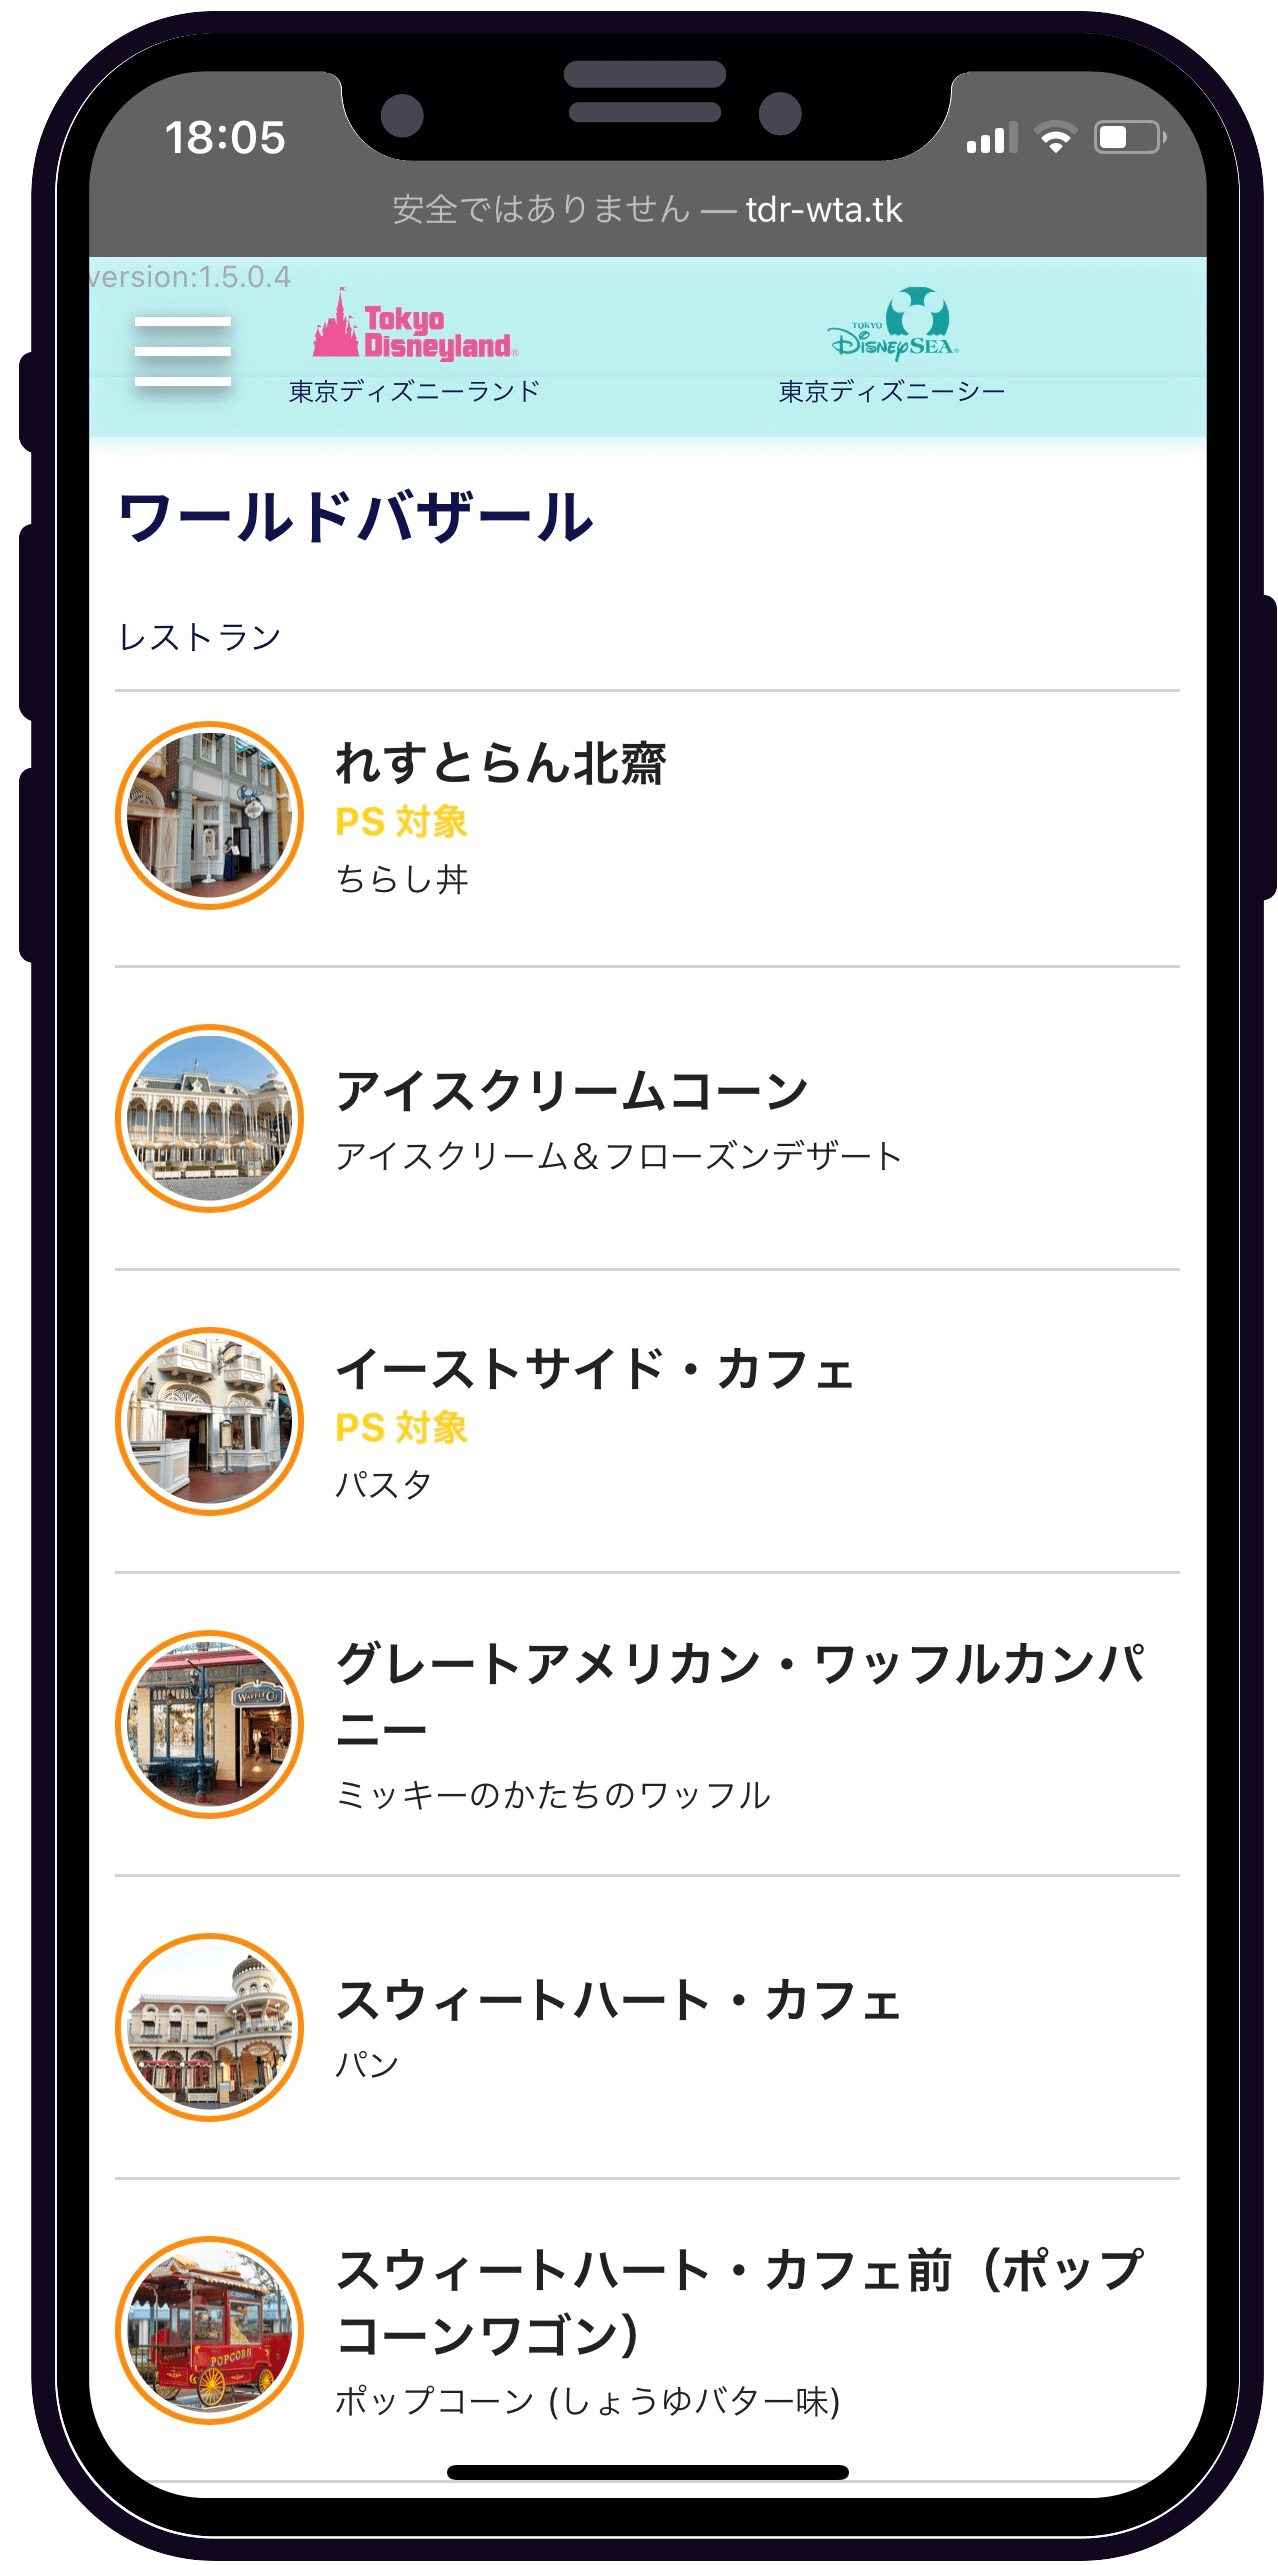 18:05
安全ではありません — tdr-wta.tk
version:1.5.0.4
Tokyo
Disneyland®
東京ディズニーランド
TOKYO
DisneySEA
東京ディズニーシー
ワールドバザール
レストラン
れすとらん北齋
PS 対象
ちらし丼
アイスクリームコーン
アイスクリーム＆フローズンデザート
イーストサイド・カフェ
PS 対象
パスタ
WAFFLE CO
グレートアメリカン・ワッフルカンパ
ニー
ミッキーのかたちのワッフル
スウィートハート・カフェ
パン
POPCORN
スウィートハート・カフェ前（ポップ
コーンワゴン）
ポップコーン (しょうゆバター味)